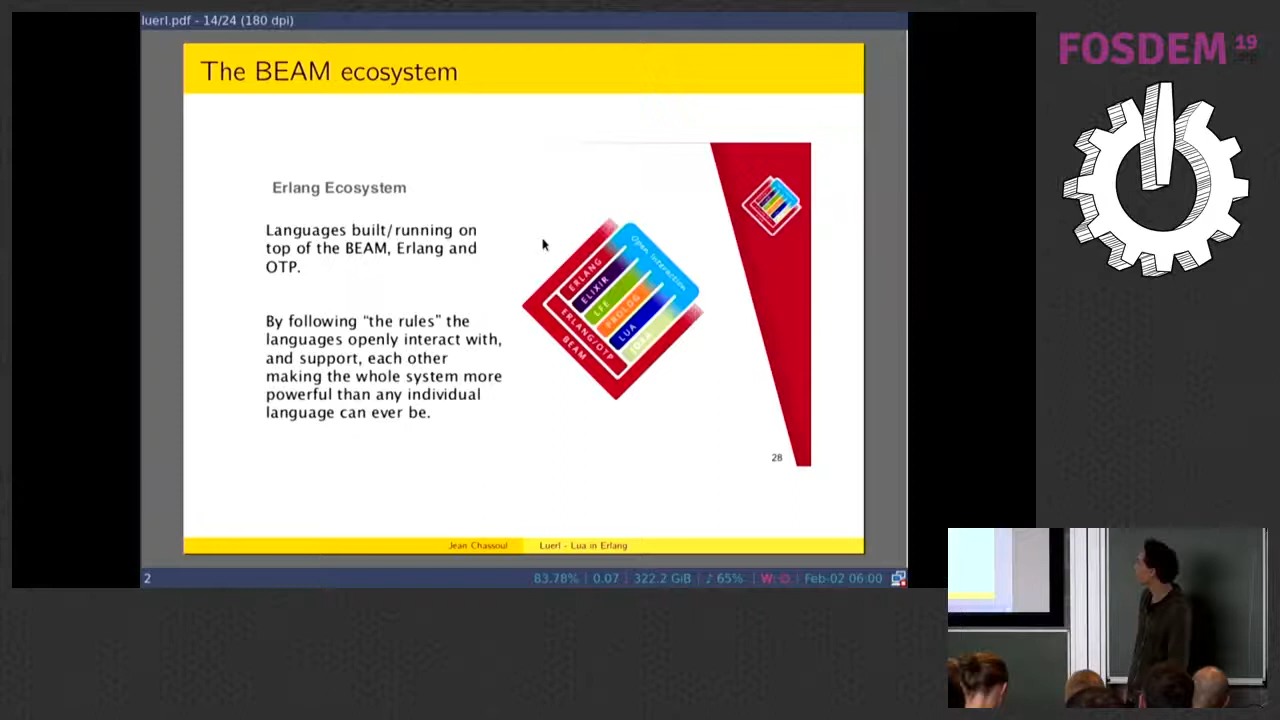 luerl.pdf - 14/24 (180 dpi)
FOSDEM 19
The BEAM ecosystem
Erlang Ecosystem
Languages built/running on
top of the BEAM, Erlang and
OTP.
By following “the rules” the
languages openly interact with,
and support, each other
making the whole system more
powerful than any individual
language can ever be.
Open interaction
ERLANG
ELIXIR
LFE
PROLOG
LUA
ERLANG/OTP
BEAM
28
Jean Chassoul
Luerl - Lua in Erlang
2
83.78% | 0.07 | 322.2 GiB | ♪ 65% | W: | Feb-02 06:00